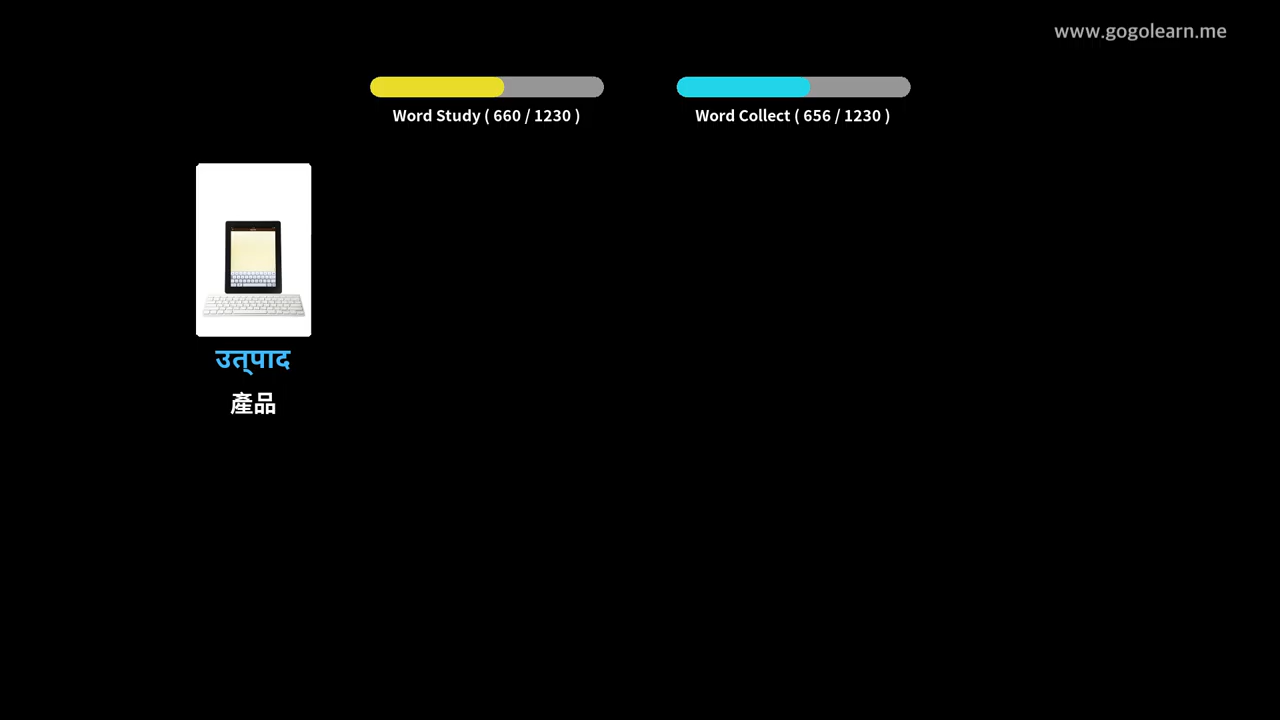 www.gogolearn.me
Word Study ( 660 / 1230 )
Word Collect ( 656 / 1230 )
उत्पाद
產品